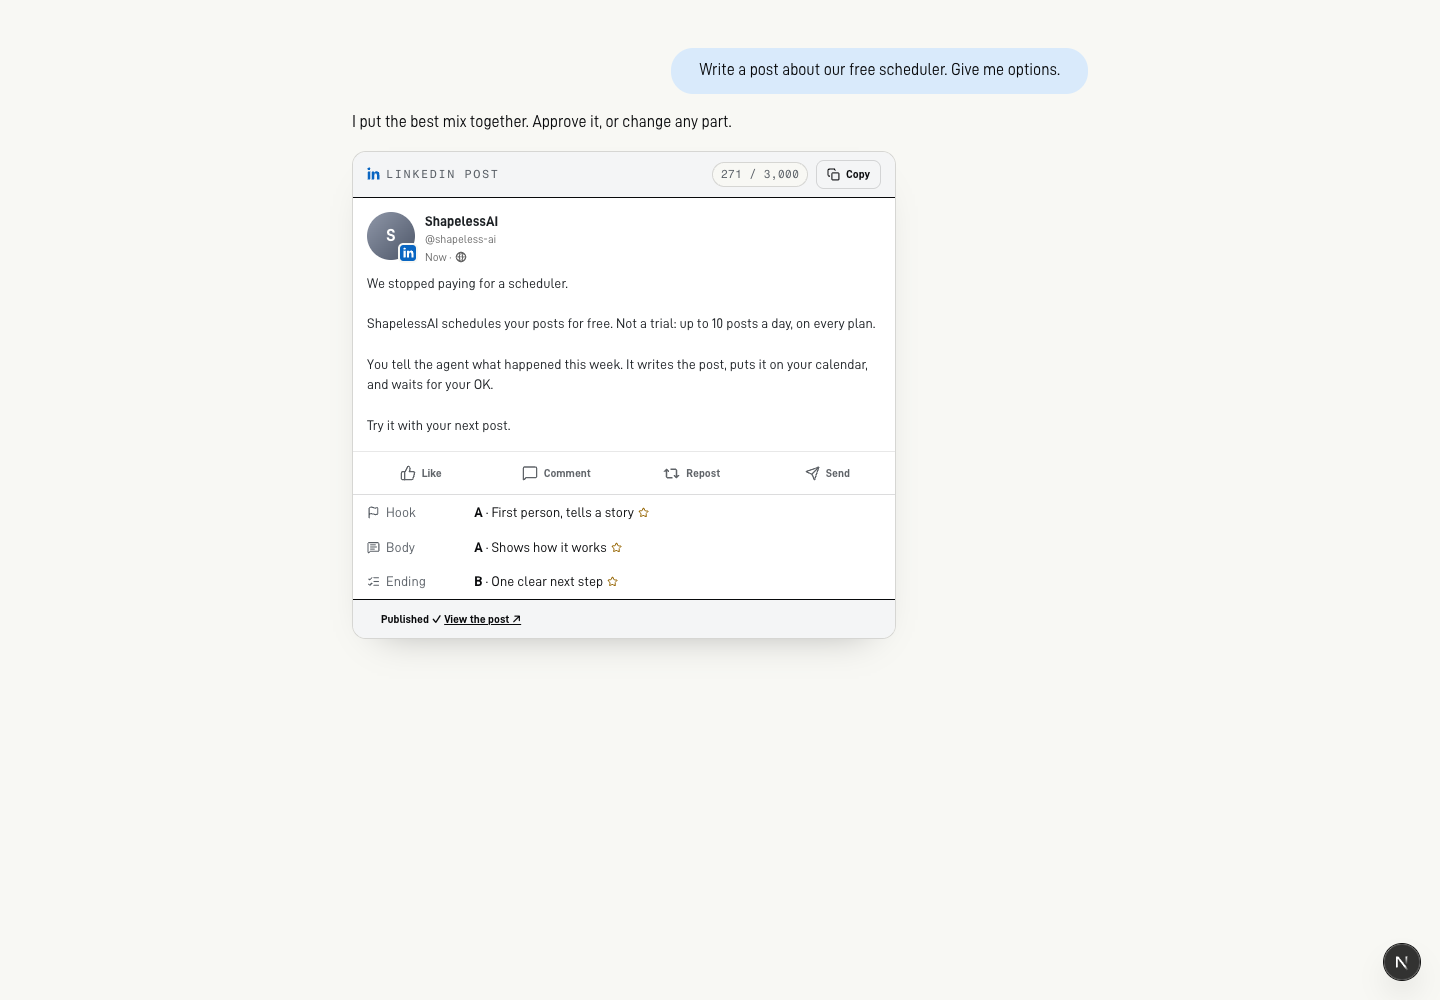 Write a post about our free scheduler. Give me options.
I put the best mix together. Approve it, or change any part.
in LINKEDIN POST
271 / 3,000
Copy
S
in
ShapelessAI
@shapeless-ai
Now ·
We stopped paying for a scheduler.
ShapelessAI schedules your posts for free. Not a trial: up to 10 posts a day, on every plan.
You tell the agent what happened this week. It writes the post, puts it on your calendar,
and waits for your OK.
Try it with your next post.
Like
Comment
Repost
Send
Hook
A · First person, tells a story
Body
A · Shows how it works
Ending
B · One clear next step
Published ✓ View the post ↗
N